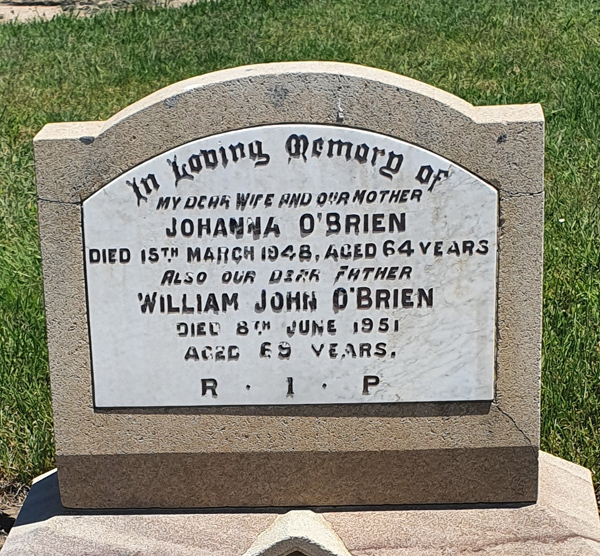 In Loving Memory of
MY DEAR WIFE AND OUR MOTHER
JOHANNA O'BRIEN
DIED 15TH MARCH 1948, AGED 64 YEARS
ALSO OUR DEAR FATHER
WILLIAM JOHN O'BRIEN
DIED 8TH JUNE 1951
AGED 69 YEARS.
R · I · P